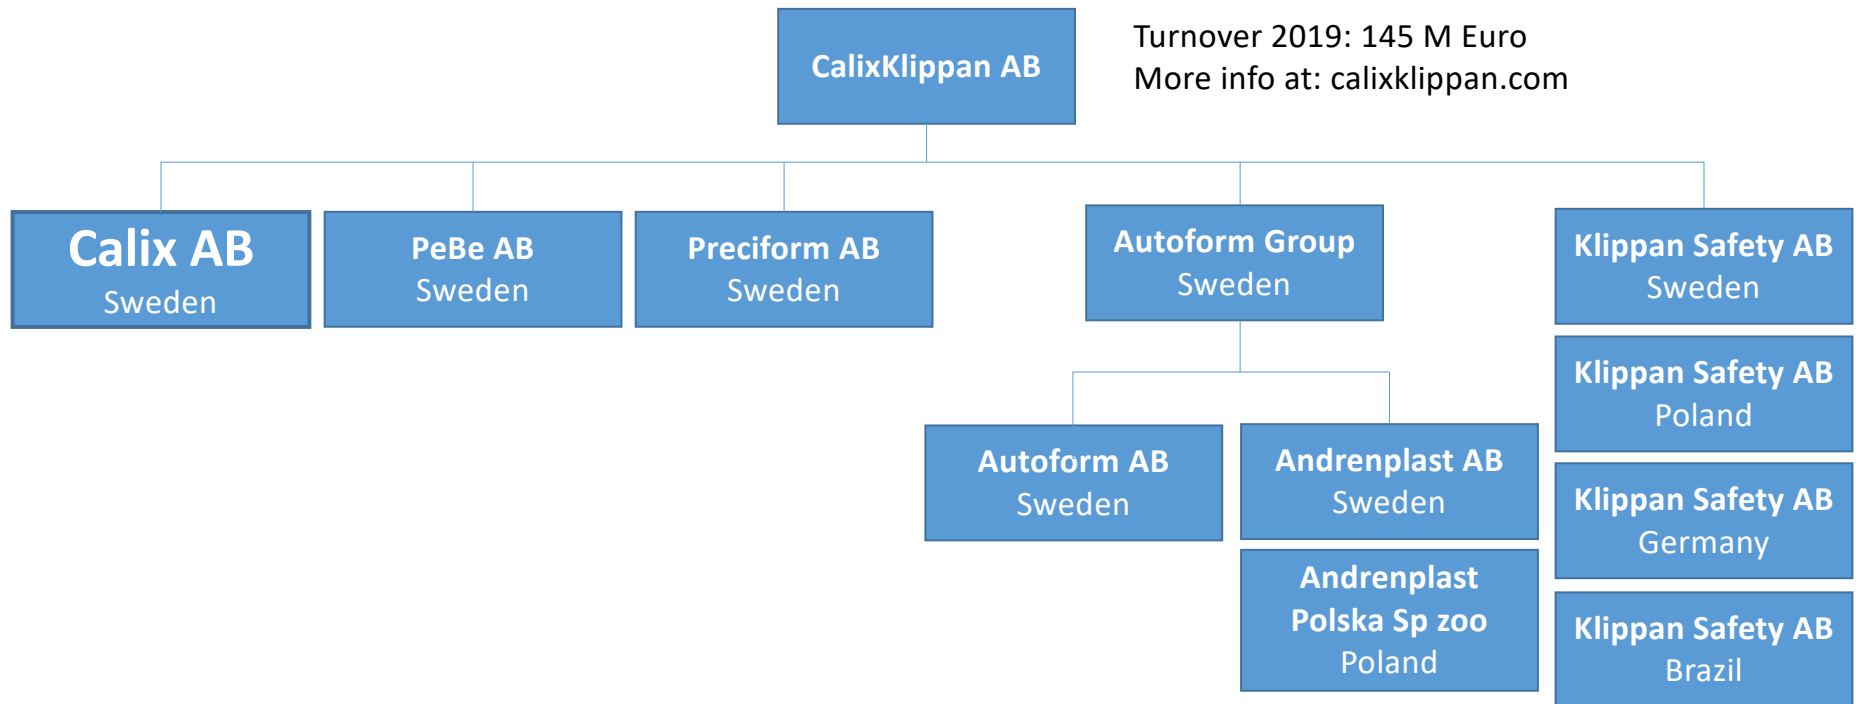 CalixKlippan AB
Turnover 2019: 145 M Euro
More info at: calixklippan.com
Calix AB
Sweden
PeBe AB
Sweden
Preciform AB
Sweden
Autoform Group
Sweden
Klippan Safety AB
Sweden
Klippan Safety AB
Poland
Autoform AB
Sweden
Andrenplast AB
Sweden
Klippan Safety AB
Germany
Andrenplast
Polska Sp zoo
Poland
Klippan Safety AB
Brazil